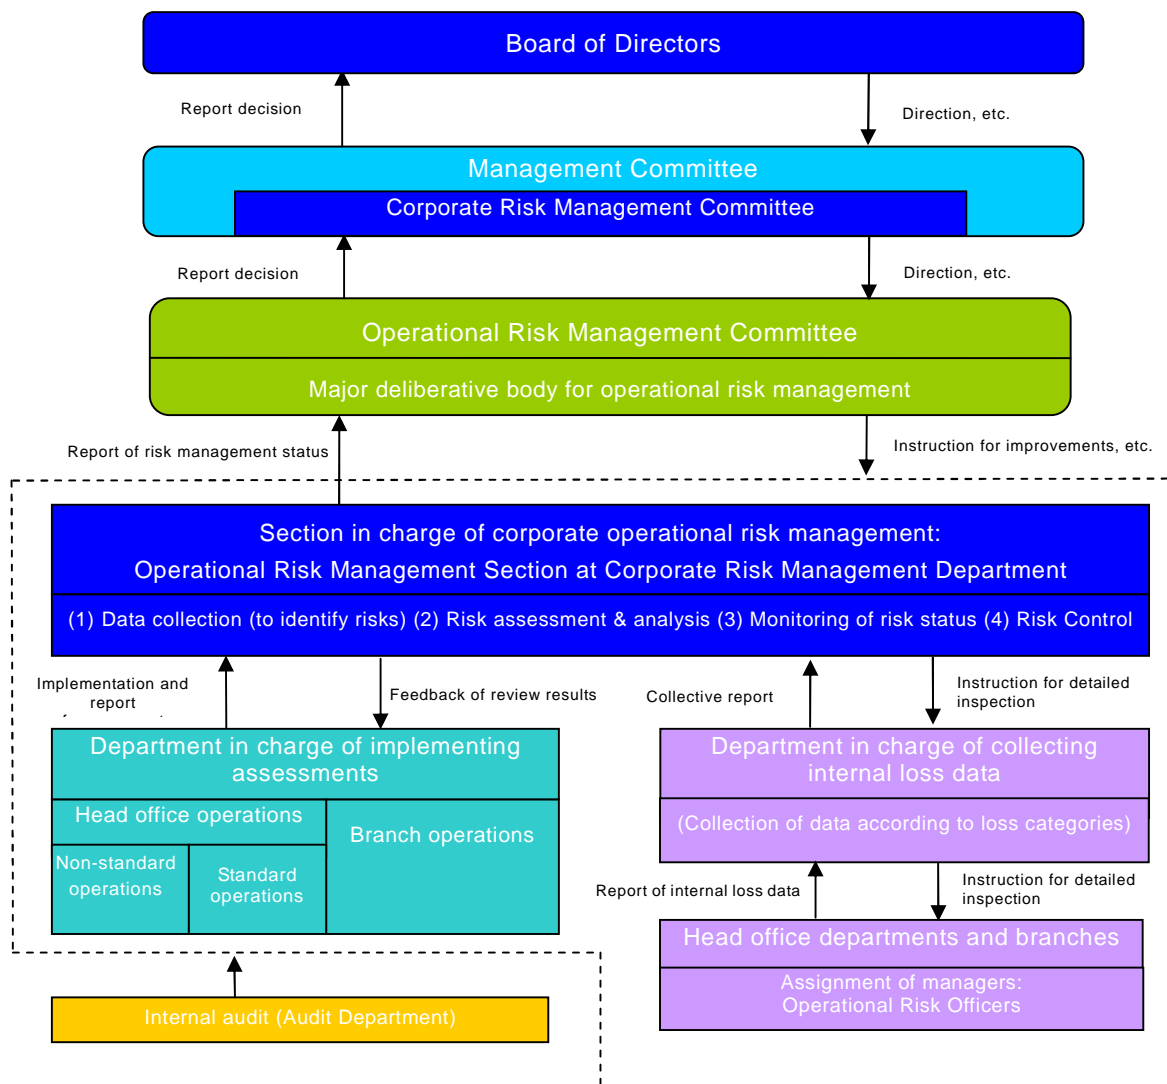 Board of Directors
Report decision
Direction, etc.
Management Committee
Corporate Risk Management Committee
Report decision
Direction, etc.
Operational Risk Management Committee
Major deliberative body for operational risk management
Report of risk management status
Instruction for improvements, etc.
Section in charge of corporate operational risk management:
Operational Risk Management Section at Corporate Risk Management Department
(1) Data collection (to identify risks) (2) Risk assessment & analysis (3) Monitoring of risk status (4) Risk Control
Implementation and
report
Feedback of review results
Collective report
Instruction for detailed
inspection
Department in charge of implementing
assessments
Head office operations
Non-standard
operations
Standard
operations
Branch operations
Department in charge of collecting
internal loss data
(Collection of data according to loss categories)
Report of internal loss data
Instruction for detailed
inspection
Head office departments and branches
Assignment of managers:
Operational Risk Officers
Internal audit (Audit Department)